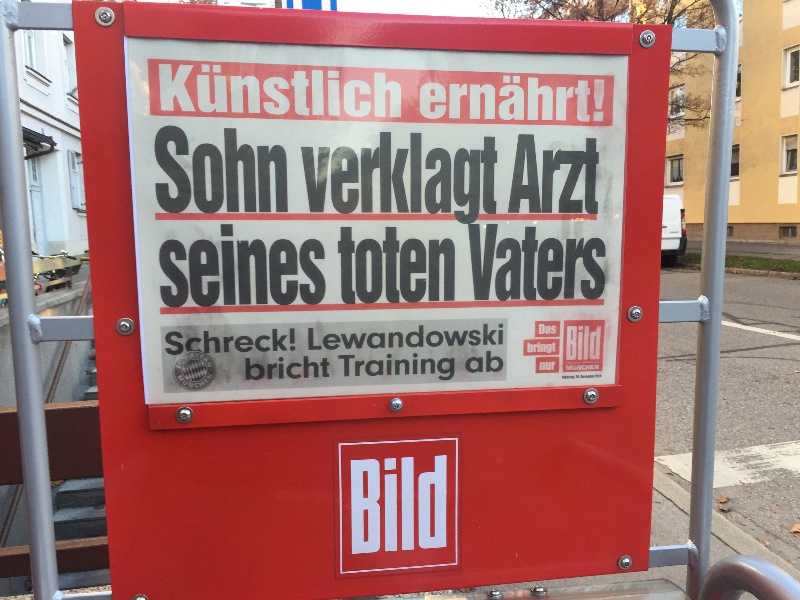 Künstlich ernährt!
Sohn verklagt Arzt
seines toten Vaters
Schreck! Lewandowski
bricht Training ab
Das
bringt
nur
Bild
MÜNCHEN
Bild